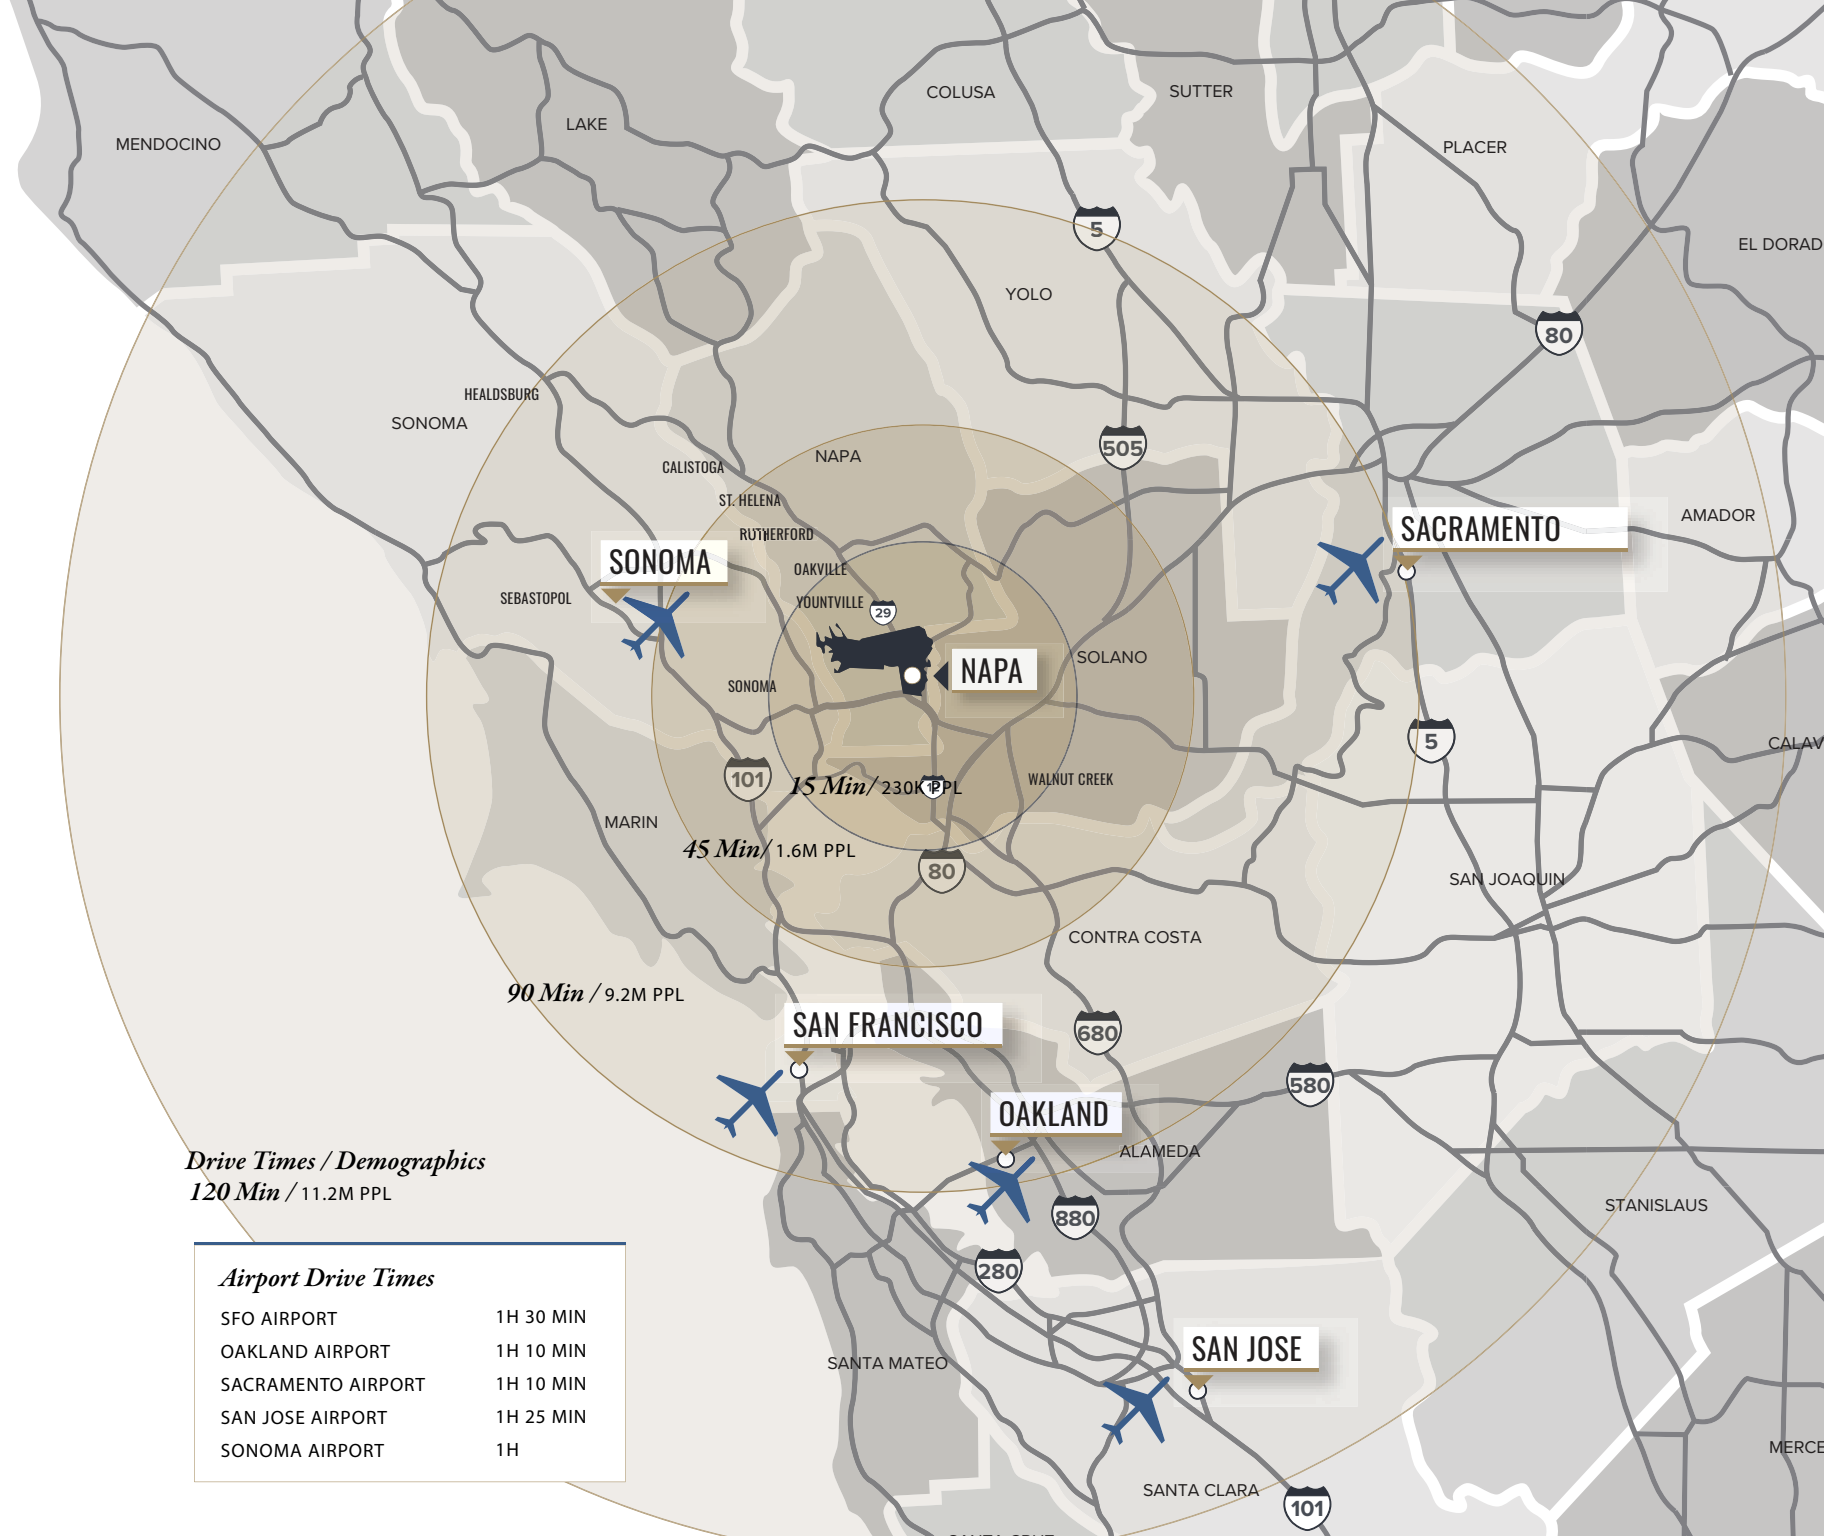 COLUSA
SUTTER
LAKE
MENDOCINO
PLACER
5
EL DORAD
YOLO
80
HEALDSBURG
SONOMA
505
NAPA
CALISTOGA
ST. HELENA
AMADOR
SACRAMENTO
RUTHERFORD
SONOMA
OAKVILLE
SEBASTOPOL
YOUNTVILLE
29
SOLANO
NAPA
SONOMA
5
CALAV
101
WALNUT CREEK
15 Min/ 230K PPL
MARIN
45 Min/ 1.6M PPL
80
SAN JOAQUIN
CONTRA COSTA
90 Min / 9.2M PPL
SAN FRANCISCO
680
580
OAKLAND
ALAMEDA
Drive Times / Demographics
120 Min / 11.2M PPL
STANISLAUS
880
280
Airport Drive Times
SFO AIRPORT 1H 30 MIN
OAKLAND AIRPORT 1H 10 MIN
SACRAMENTO AIRPORT 1H 10 MIN
SAN JOSE AIRPORT 1H 25 MIN
SONOMA AIRPORT 1H
SAN JOSE
SANTA MATEO
MERCE
SANTA CLARA
101